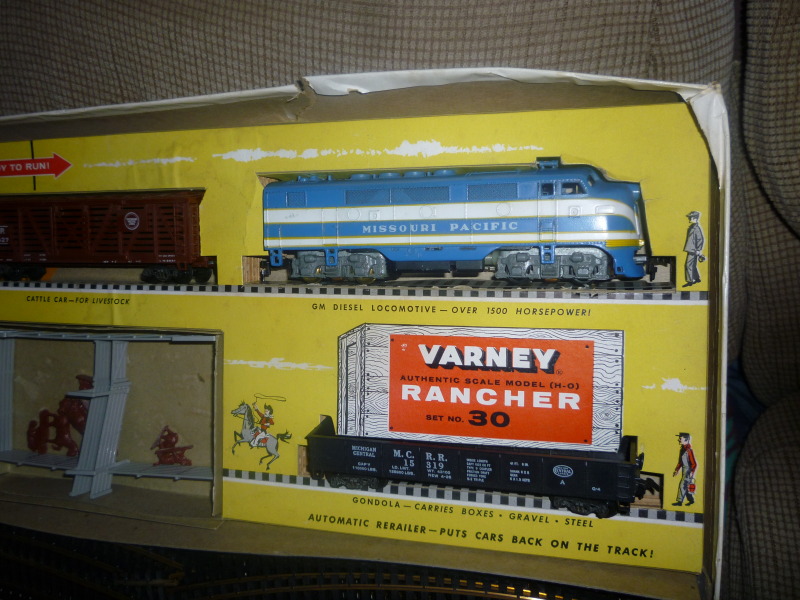 Y TO RUN!
MISSOURI PACIFIC
CATTLE CAR—FOR LIVESTOCK
GM DIESEL LOCOMOTIVE — OVER 1500 HORSEPOWER!
VARNEY
AUTHENTIC SCALE MODEL (H-O)
RANCHER
SET NO. 30
MICHIGAN CENTRAL
M.C. R.R.
15 319
A
GONDOLA — CARRIES BOXES · GRAVEL · STEEL
AUTOMATIC RERAILER—PUTS CARS BACK ON THE TRACK!